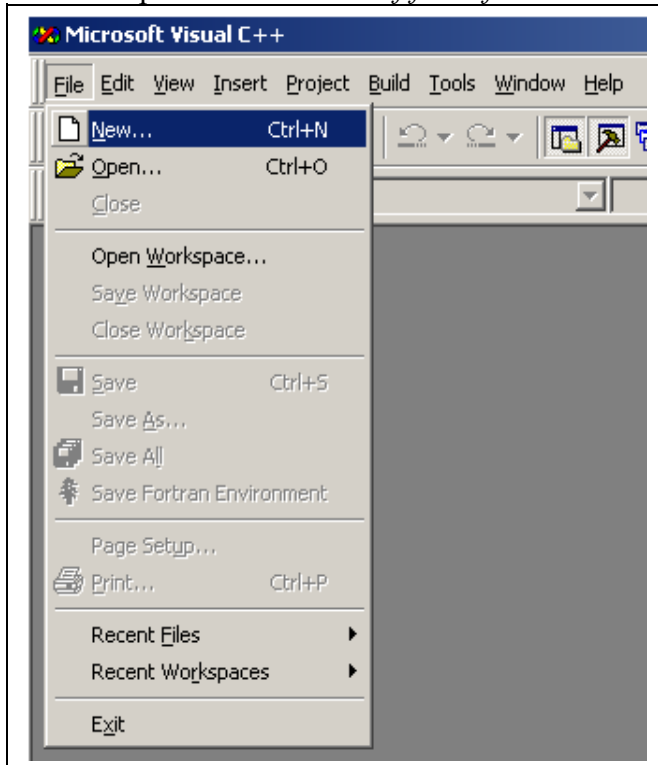 Microsoft Visual C++
File Edit View Insert Project Build Tools Window Help
New... Ctrl+N
Open... Ctrl+O
Close
Open Workspace...
Save Workspace
Close Workspace
Save Ctrl+S
Save As...
Save All
Save Fortran Environment
Page Setup...
Print... Ctrl+P
Recent Files
Recent Workspaces
Exit